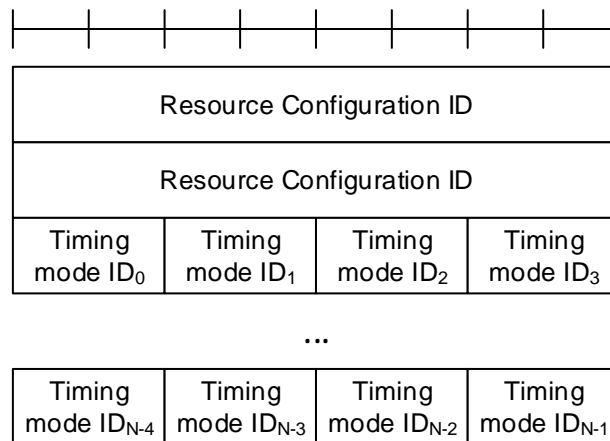 Resource Configuration ID
Resource Configuration ID
Timing Timing Timing Timing
mode ID₀ mode ID₁ mode ID₂ mode ID₃
...
Timing Timing Timing Timing
mode IDN-4 mode IDN-3 mode IDN-2 mode IDN-1